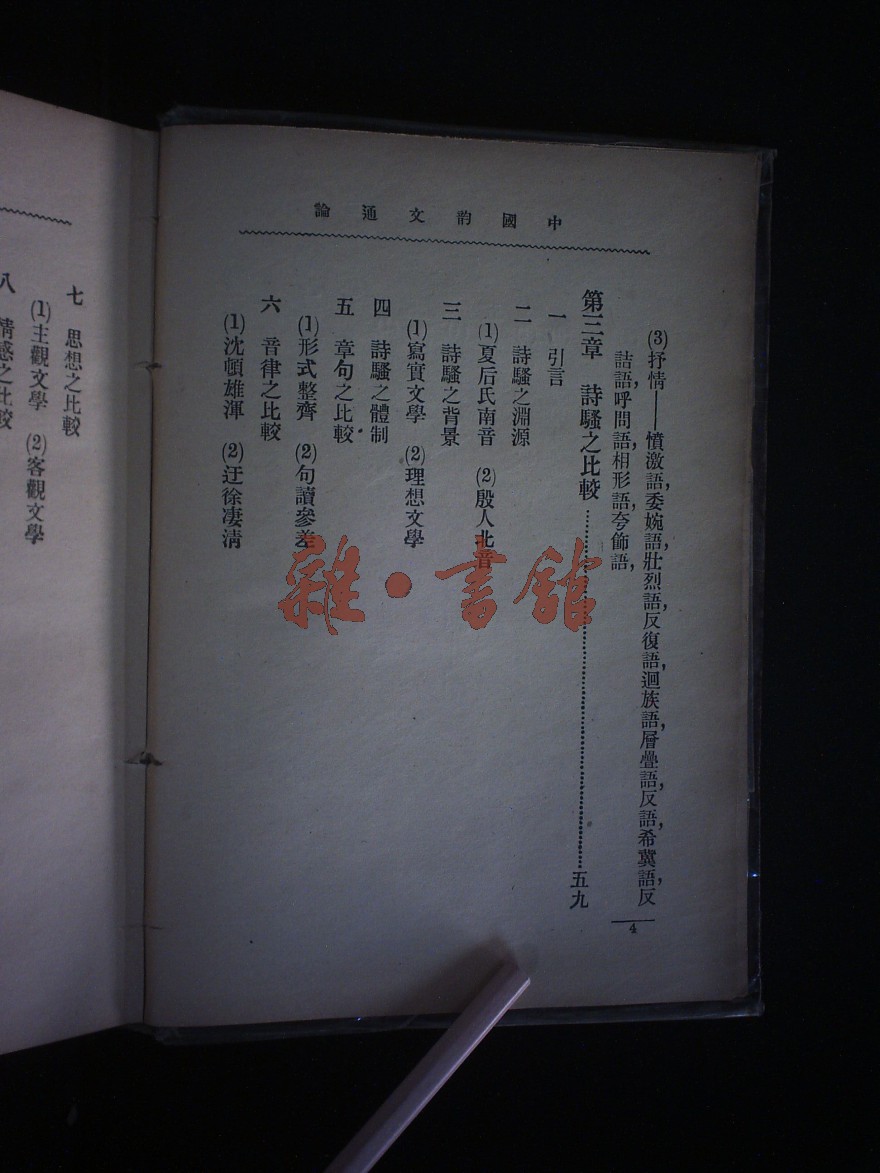 中國韵文通論
(3)抒情——憤激語,委婉語,壯烈語,反復語,迴族語,層疊語,反語,希冀語,反
詰語,呼問語,相形語,夸飾語,
第三章　詩騷之比較……五九
一　引言
二　詩騷之淵源
(1)夏后氏南音　(2)殷人北音
三　詩騷之背景
(1)寫實文學　(2)理想文學
四　詩騷之體制
五　章句之比較
(1)形式整齊　(2)句讀參差
六　音律之比較
(1)沈頓雄渾　(2)迂徐凄清
4
七　思想之比較
(1)主觀文學　(2)客觀文學
八　情感之比較
雜·書館